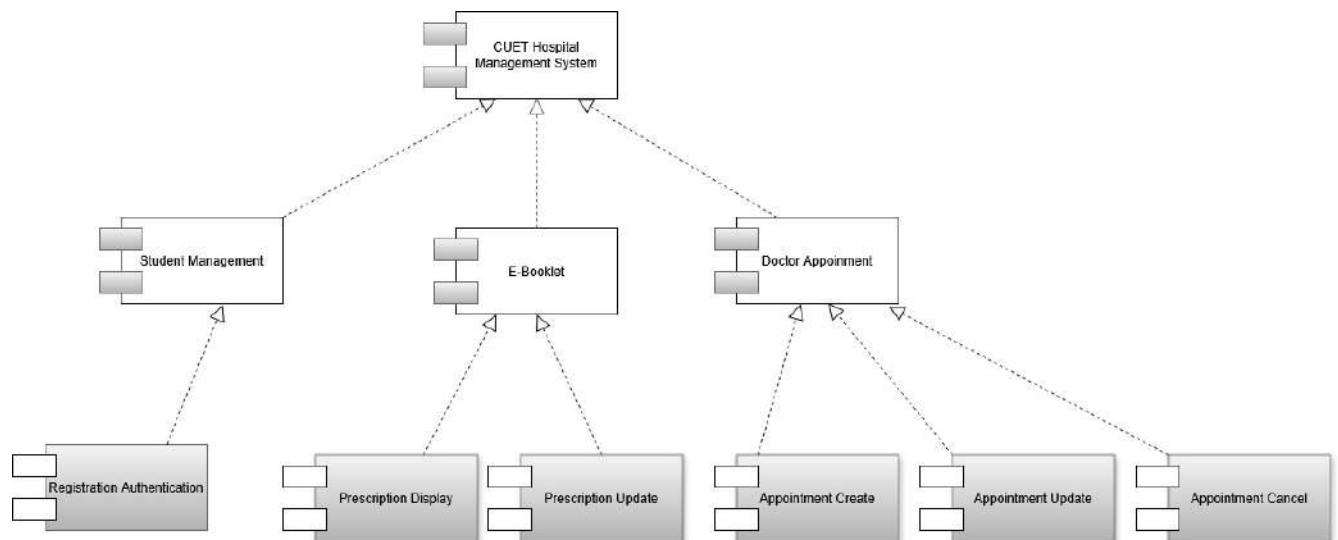 CUET Hospital
Management System
Student Management
E-Booklet
Doctor Appoinment
Registration Authentication
Prescription Display
Prescription Update
Appointment Create
Appointment Update
Appointment Cancel